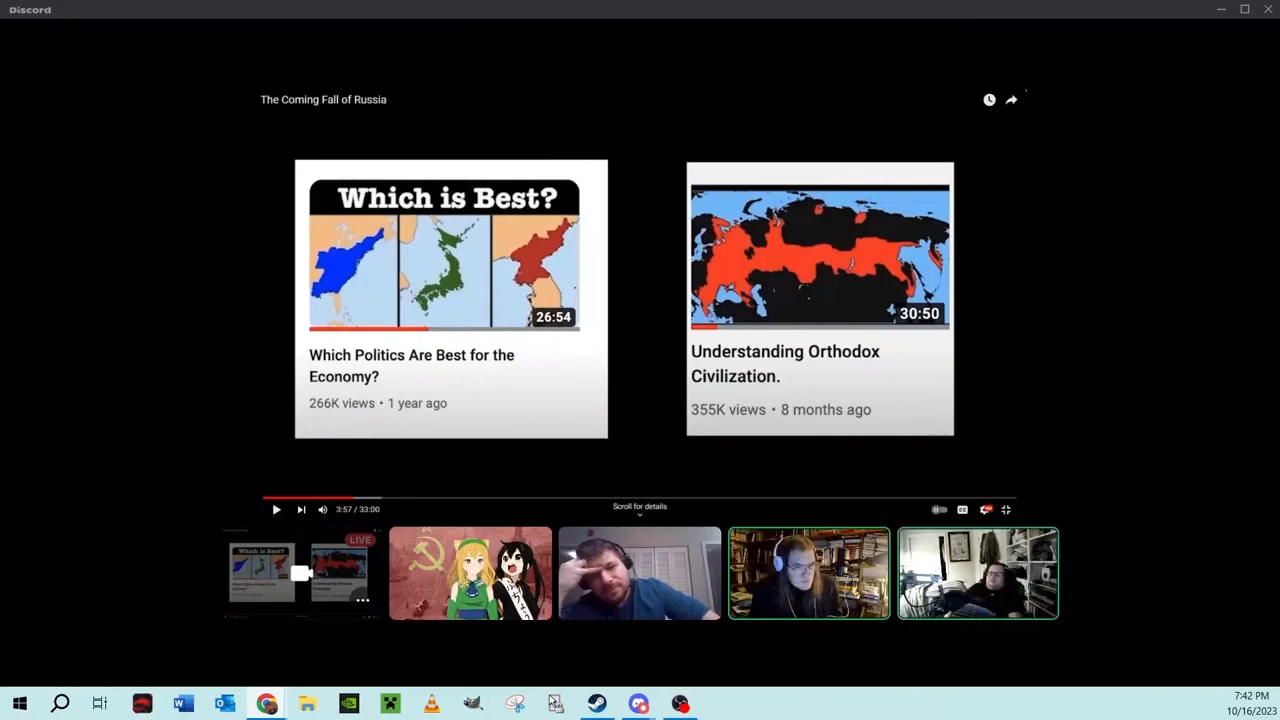 Discord
The Coming Fall of Russia
Which is Best?
26:54
Which Politics Are Best for the
Economy?
266K views • 1 year ago
30:50
Understanding Orthodox
Civilization.
355K views • 8 months ago
3:57 / 33:00
Scroll for details
CC
LIVE
7:42 PM
10/16/2023